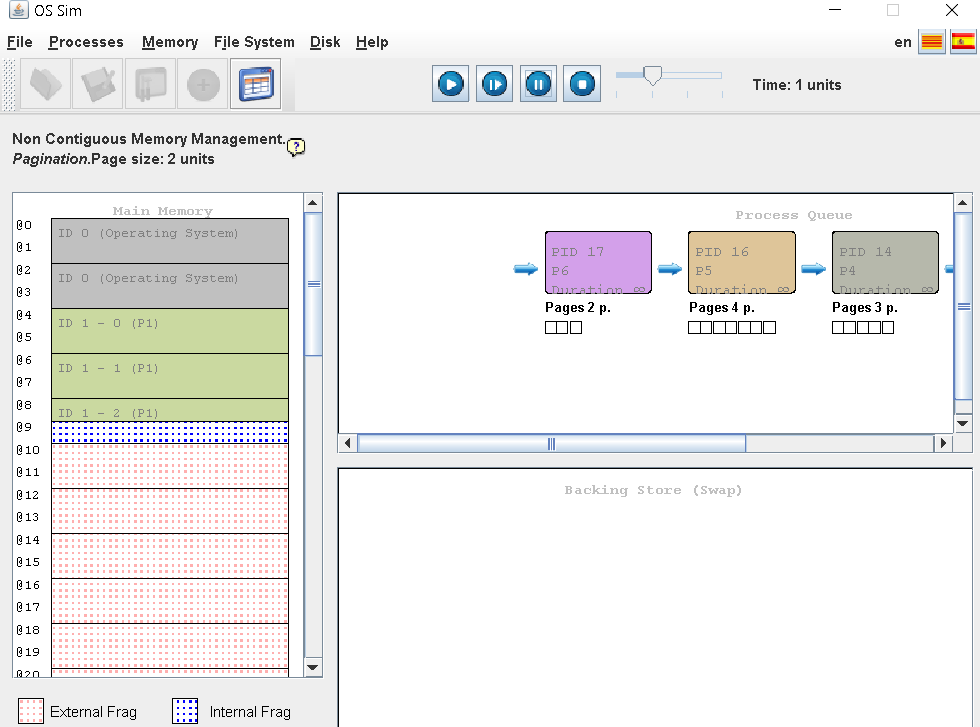 OS Sim
File Processes Memory File System Disk Help
en
Time: 1 units
Non Contiguous Memory Management.
?
Pagination.Page size: 2 units
Main Memory
@0
ID 0 (Operating System)
@1
@2
ID 0 (Operating System)
@3
@4
ID 1 - 0 (P1)
@5
@6
ID 1 - 1 (P1)
@7
@8
ID 1 - 2 (P1)
@9
@10
@11
@12
@13
@14
@15
@16
@17
@18
@19
@20
External Frag
Internal Frag
Process Queue
PID 17
P6
Duration ∞
Pages 2 p.
PID 16
P5
Duration ∞
Pages 4 p.
PID 14
P4
Duration ∞
Pages 3 p.
Backing Store (Swap)